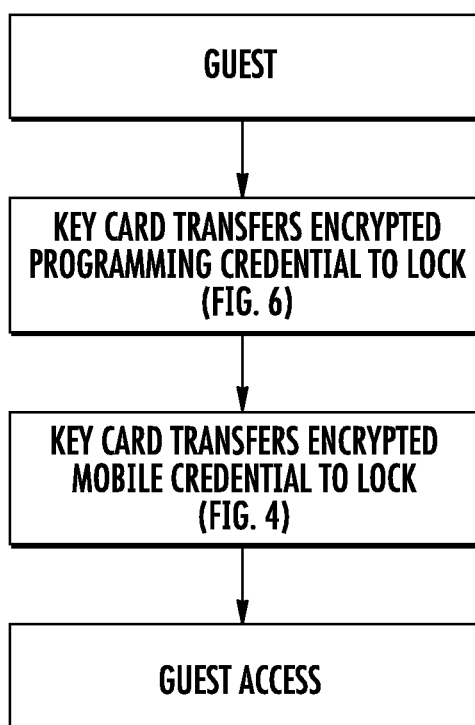 GUEST
KEY CARD TRANSFERS ENCRYPTED
PROGRAMMING CREDENTIAL TO LOCK
(FIG. 6)
KEY CARD TRANSFERS ENCRYPTED
MOBILE CREDENTIAL TO LOCK
(FIG. 4)
GUEST ACCESS